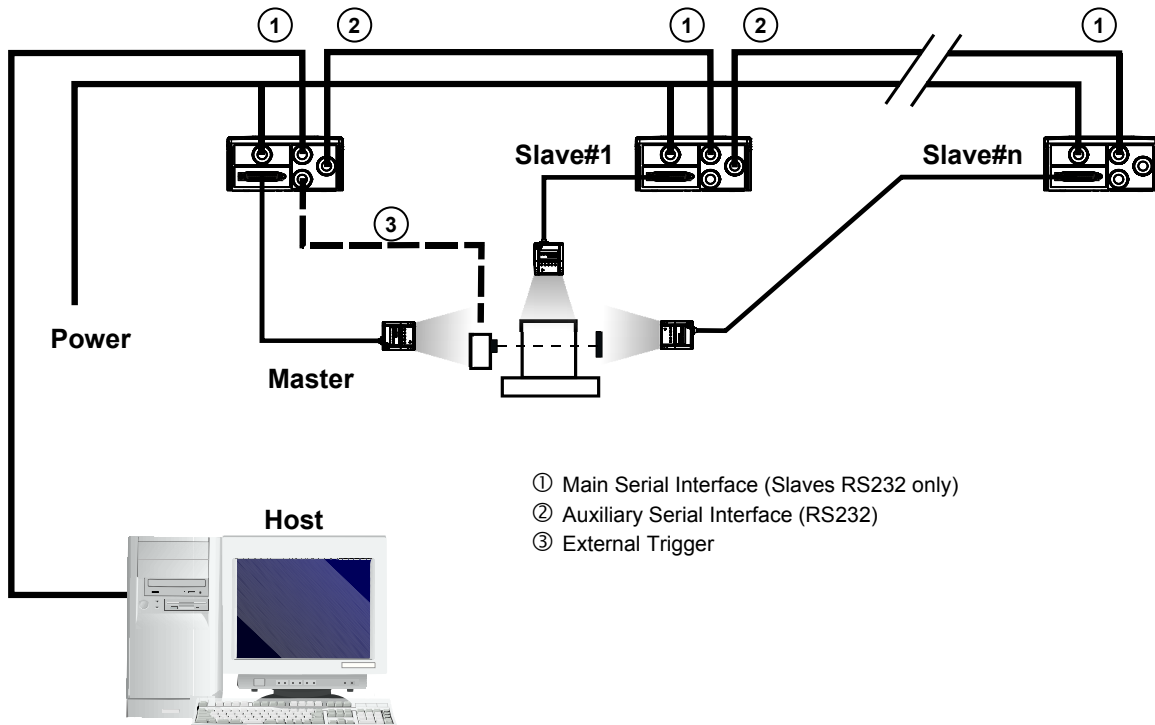 ① ② ① ② ①
Slave#1 Slave#n
③
Power
Master
① Main Serial Interface (Slaves RS232 only)
② Auxiliary Serial Interface (RS232)
③ External Trigger
Host